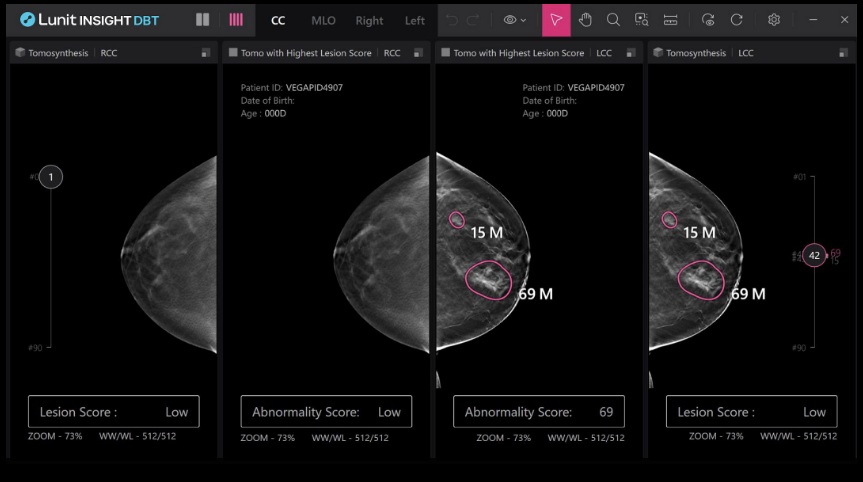 Lunit INSIGHT DBT CC MLO Right Left
Tomosynthesis RCC
Tomo with Highest Lesion Score RCC
Tomo with Highest Lesion Score LCC
Tomosynthesis LCC
Patient ID: VEGAPID4907
Date of Birth:
Age : 000D
Patient ID: VEGAPID4907
Date of Birth:
Age : 000D
1
#90
15 M
69 M
15 M
69 M
#01
42
69
15
#90
Lesion Score : Low
ZOOM - 73% WW/WL - 512/512
Abnormality Score: Low
ZOOM - 73% WW/WL - 512/512
Abnormality Score: 69
ZOOM - 73% WW/WL - 512/512
Lesion Score : Low
ZOOM - 73% WW/WL - 512/512